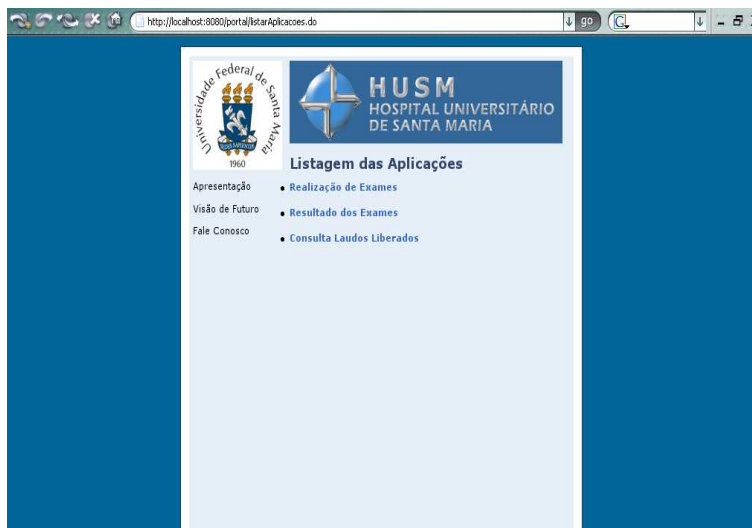 http://localhost:8080/portal/listarAplicacoes.do
go
G
Universidade Federal de Santa Maria
1960
HUSM
HOSPITAL UNIVERSITÁRIO
DE SANTA MARIA
Listagem das Aplicações
Apresentação
Visão de Futuro
Fale Conosco
• Realização de Exames
• Resultado dos Exames
• Consulta Laudos Liberados